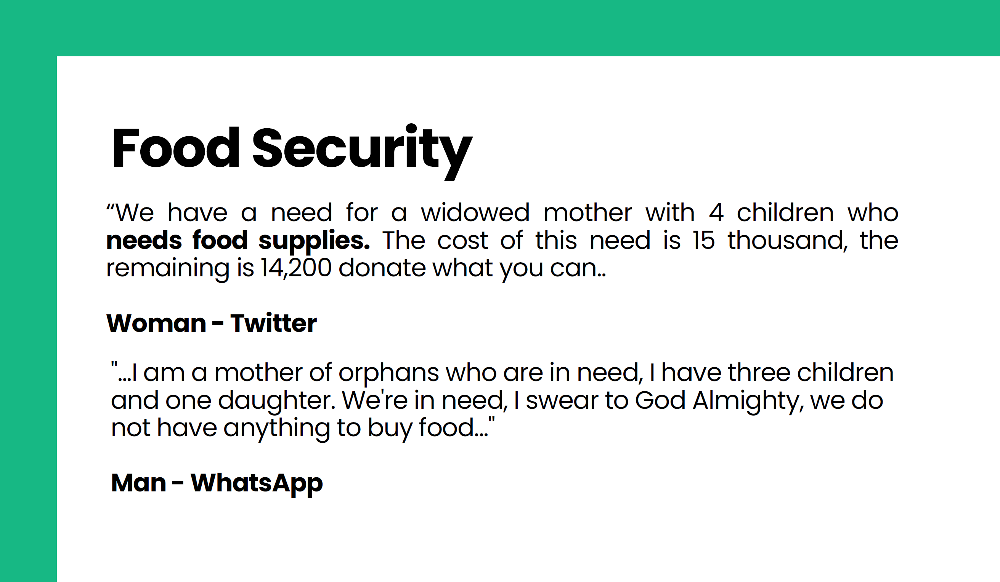 Food Security
“We have a need for a widowed mother with 4 children who
needs food supplies. The cost of this need is 15 thousand, the
remaining is 14,200 donate what you can..
Woman - Twitter
"...I am a mother of orphans who are in need, I have three children
and one daughter. We're in need, I swear to God Almighty, we do
not have anything to buy food..."
Man - WhatsApp